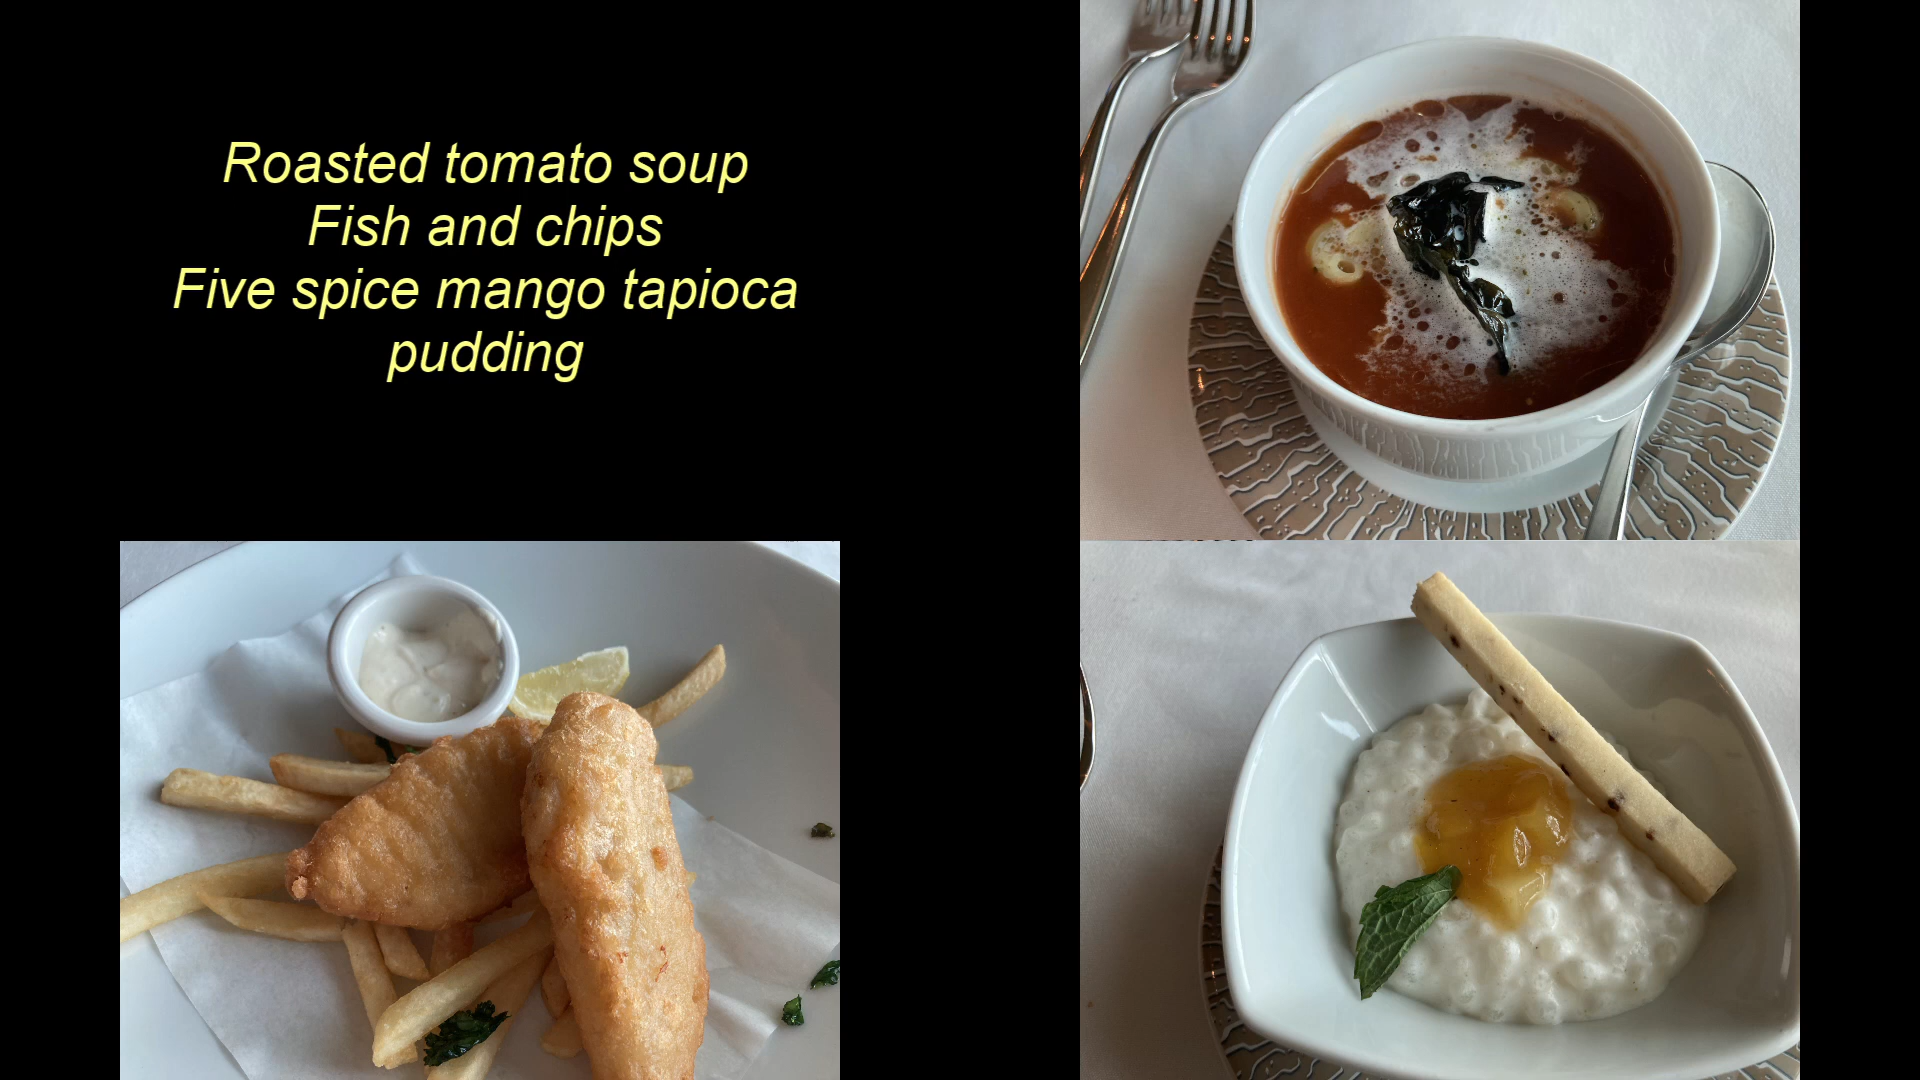 Roasted tomato soup
Fish and chips
Five spice mango tapioca
pudding